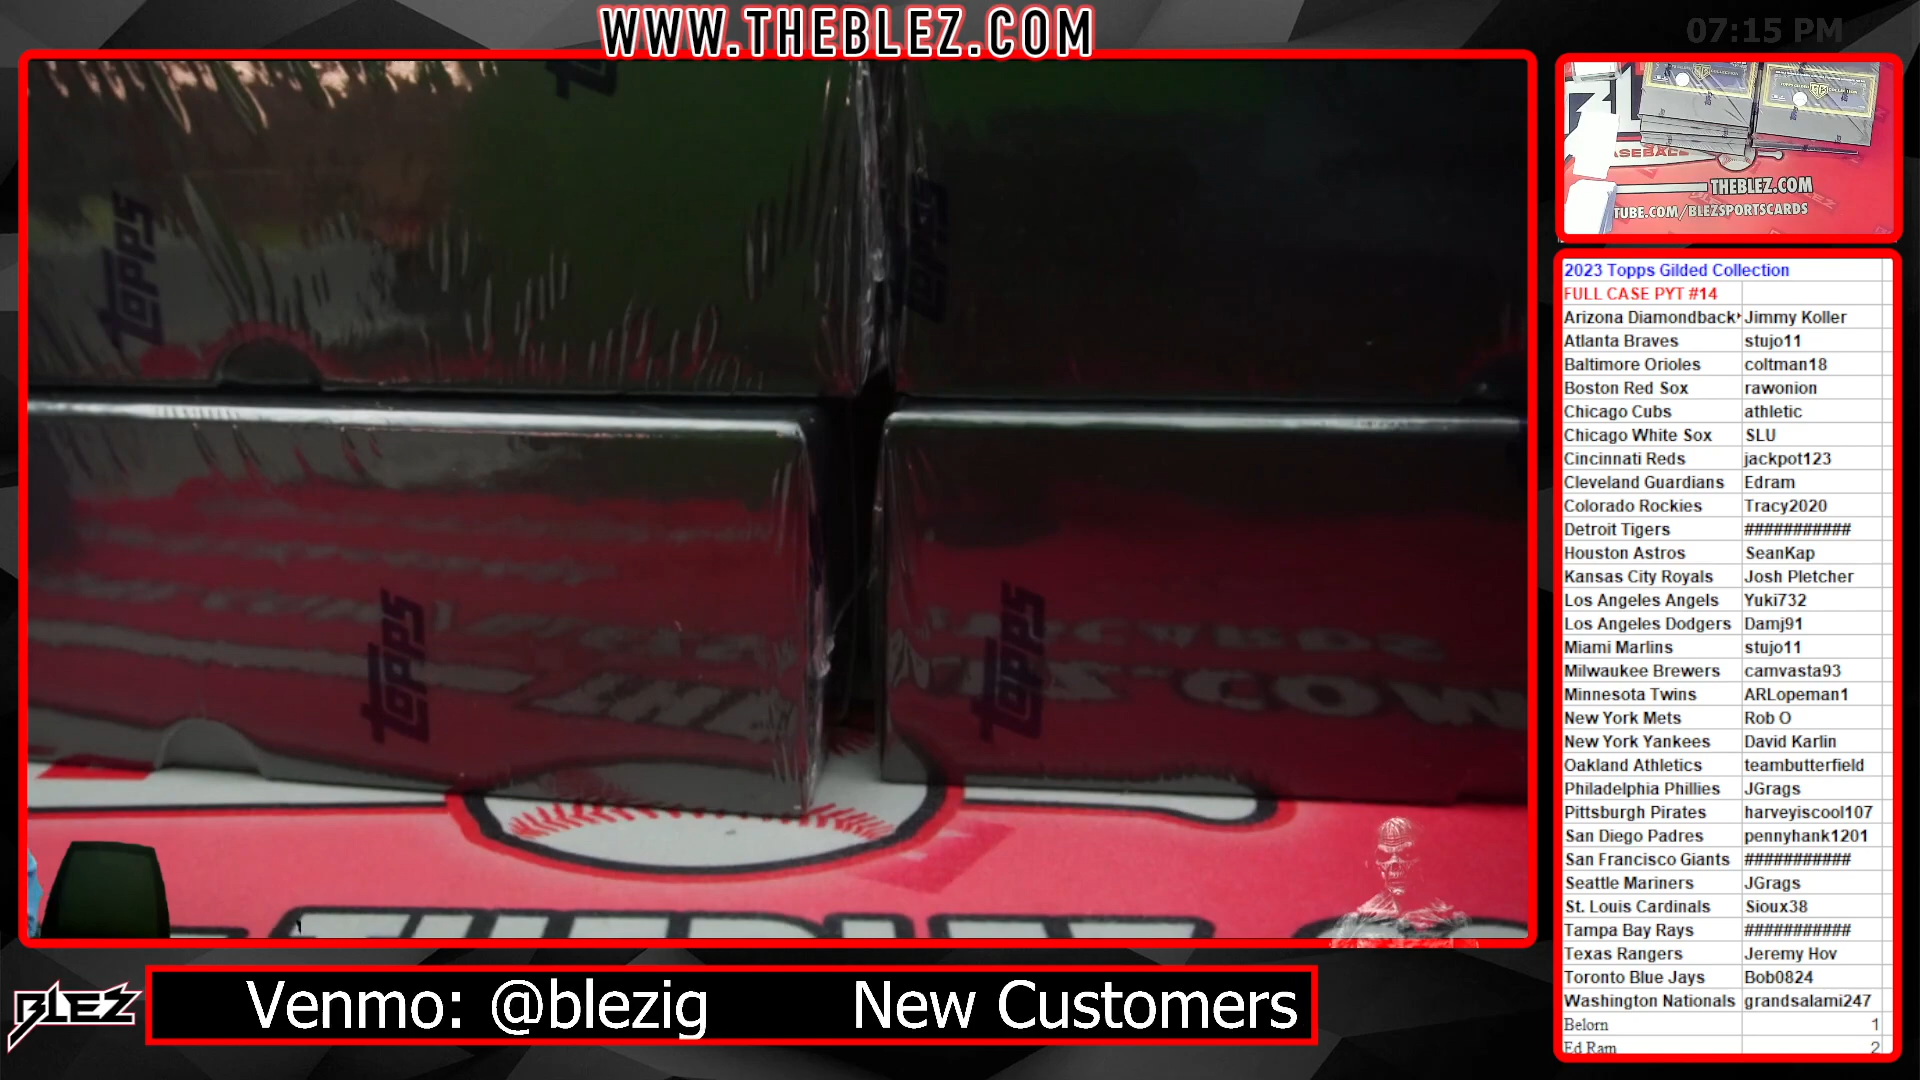 WWW.THEBLEZ.COM
07:15 PM
topps
topps
topps
topps
THEBLEZ.COM
TUBE.COM/BLEZSPORTSCARDS
2023 Topps Gilded Collection
FULL CASE PYT #14
Arizona Diamondback Jimmy Koller
Atlanta Braves stujo11
Baltimore Orioles coltman18
Boston Red Sox rawonion
Chicago Cubs athletic
Chicago White Sox SLU
Cincinnati Reds jackpot123
Cleveland Guardians Edram
Colorado Rockies Tracy2020
Detroit Tigers ###########
Houston Astros SeanKap
Kansas City Royals Josh Pletcher
Los Angeles Angels Yuki732
Los Angeles Dodgers Damj91
Miami Marlins stujo11
Milwaukee Brewers camvasta93
Minnesota Twins ARLopeman1
New York Mets Rob O
New York Yankees David Karlin
Oakland Athletics teambutterfield
Philadelphia Phillies JGrags
Pittsburgh Pirates harveyiscool107
San Diego Padres pennyhank1201
San Francisco Giants ###########
Seattle Mariners JGrags
St. Louis Cardinals Sioux38
Tampa Bay Rays ###########
Texas Rangers Jeremy Hov
Toronto Blue Jays Bob0824
Washington Nationals grandsalami247
Belorn 1
Ed Ram 2
BLEZ
Venmo: @blezig New Customers